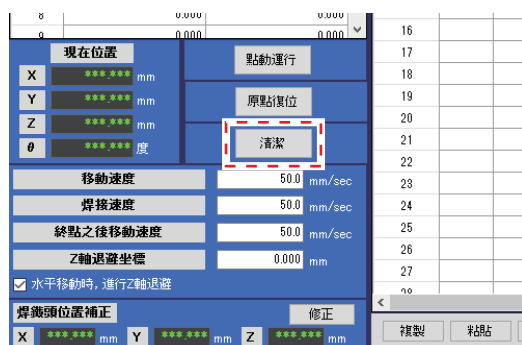 8 0.000 0.000
9 0.000 0.000
現在位置
X ***.*** mm
Y ***.*** mm
Z ***.*** mm
θ ***.*** 度
點動運行
原點復位
清潔
移動速度 50.0 mm/sec
焊接速度 50.0 mm/sec
終點之後移動速度 50.0 mm/sec
Z軸退避坐標 0.000 mm
水平移動時,進行Z軸退避
焊鐵頭位置補正 修正
X ***.*** mm Y ***.*** mm Z ***.*** mm
16
17
18
19
20
21
22
23
24
25
26
27
28
複製 粘貼